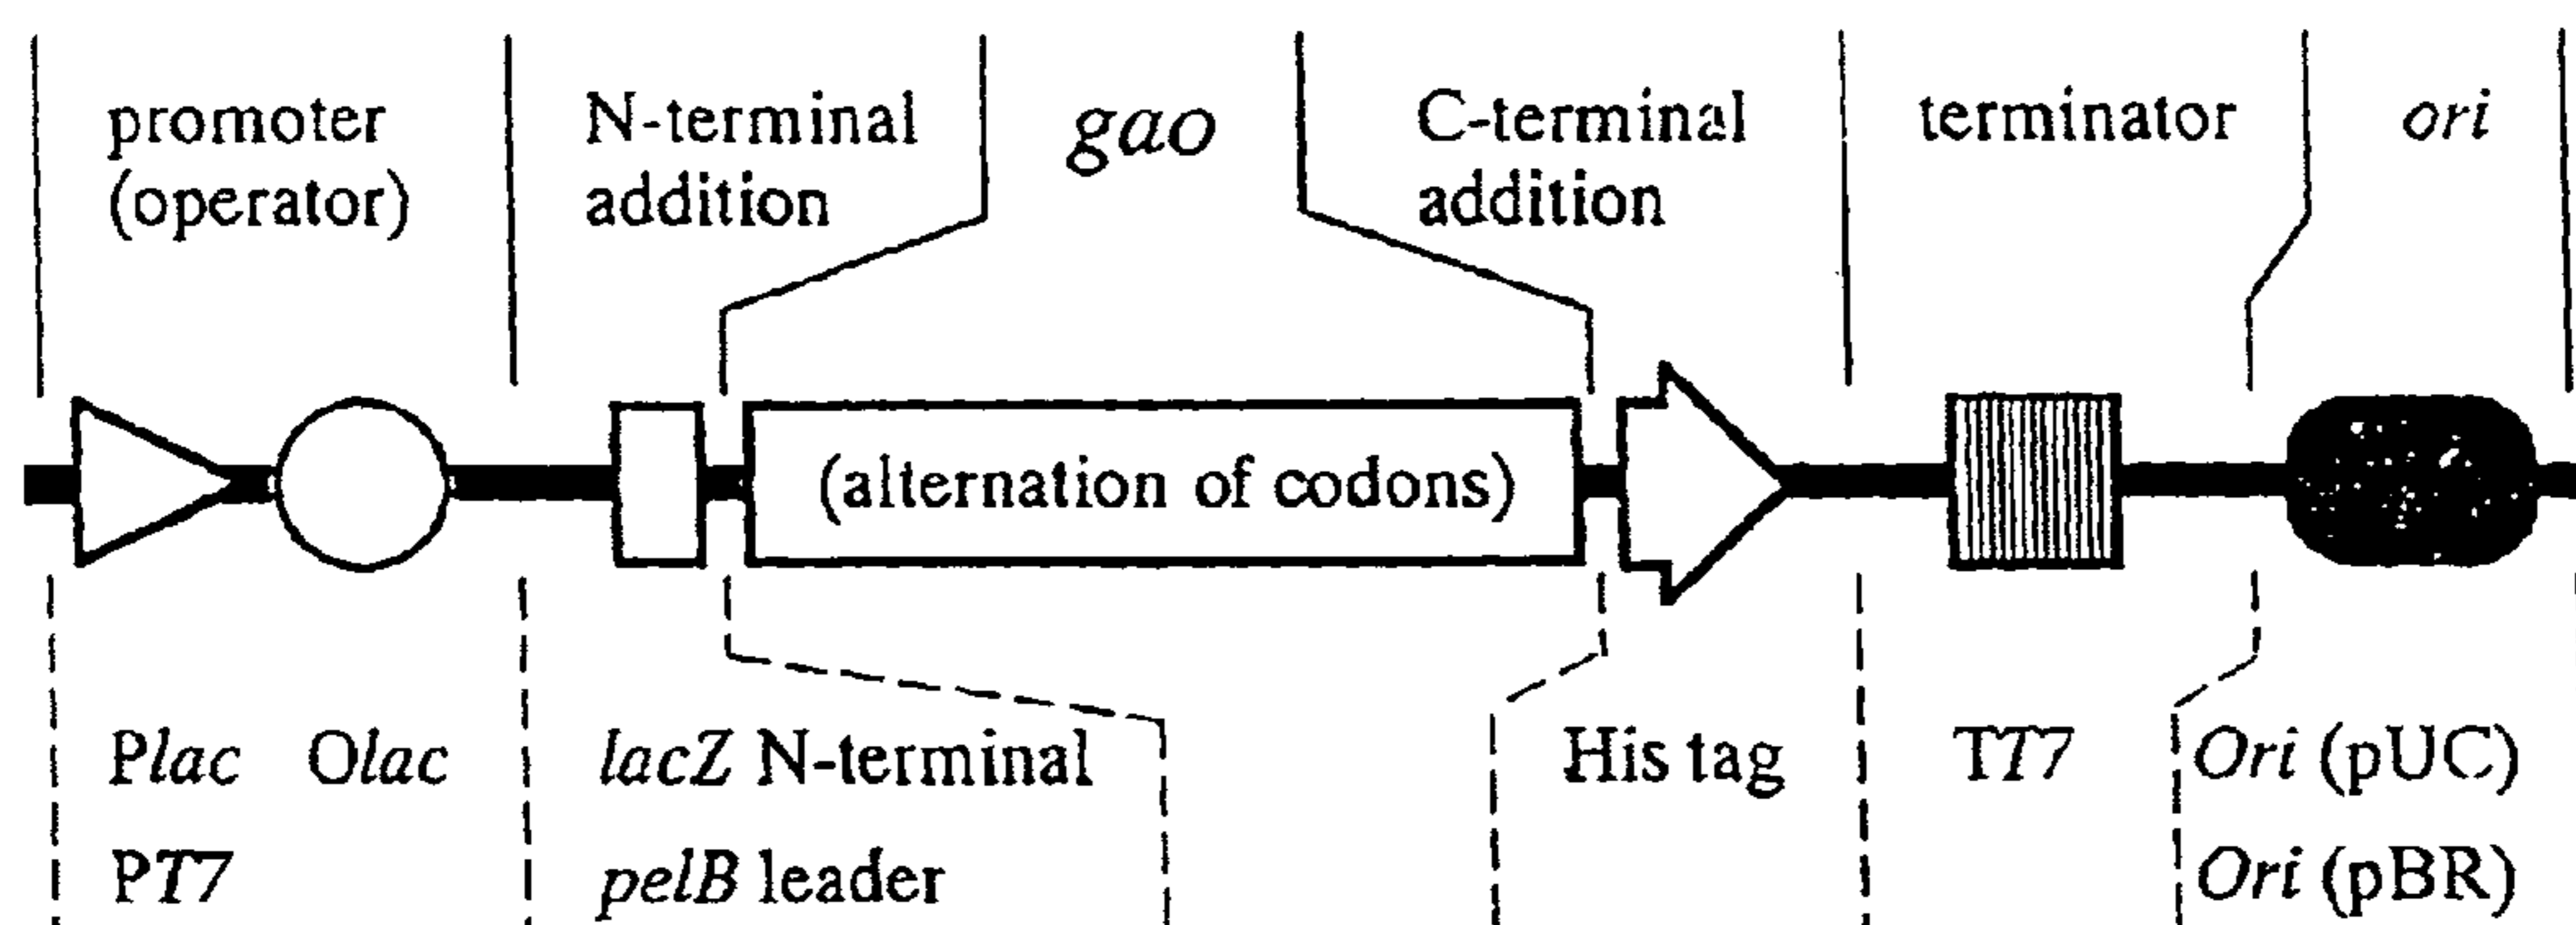 promoter
(operator)
N-terminal
addition
gao
C-terminal
addition
terminator
ori
(alternation of codons)
Plac Olac
PT7
lacZ N-terminal
pelB leader
His tag
TT7
Ori (pUC)
Ori (pBR)